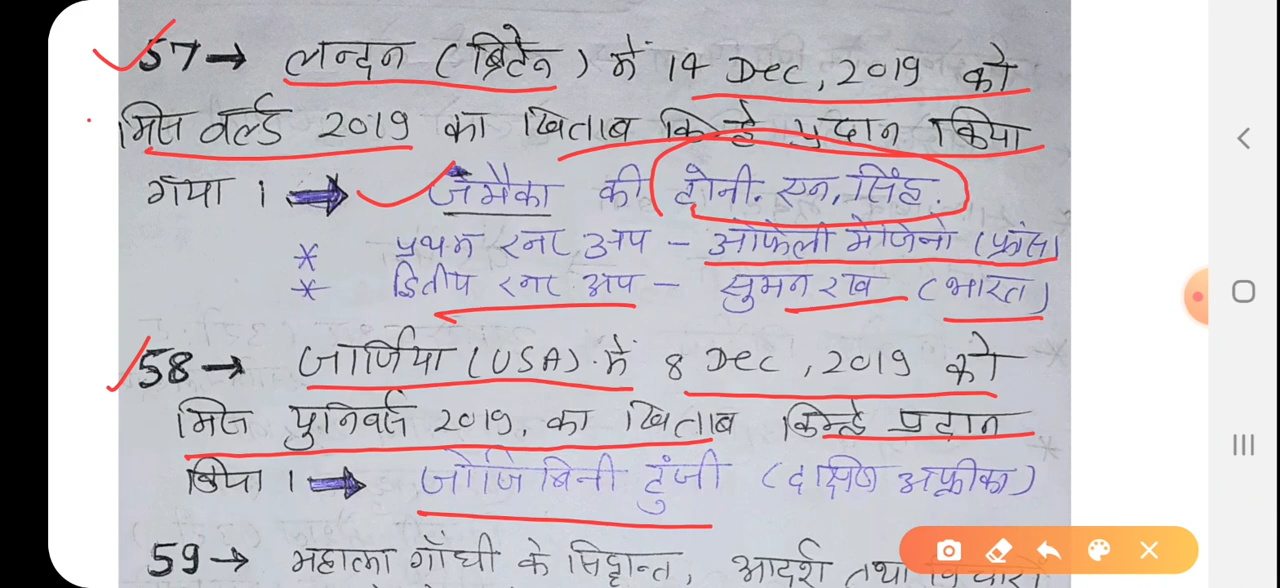 57 → लन्दन (ब्रिटेन) में 14 Dec, 2019 को
मिस वर्ल्ड 2019 का खिताब किन्हे प्रदान किया
गया । → जमैका की टोनी. एन. सिंह.
* प्रथम रनर अप - ओफेली मेजिनो (फ्रांस)
* द्वितीय रनर अप - सुमन राव (भारत)
58 → जार्जिया (USA) में 8 Dec, 2019 को
मिस युनिवर्स 2019, का खिताब किन्हे प्रदान
किया । → जोजिबिनी टुंजी (दक्षिण अफ्रीका)
59 → महात्मा गाँधी के सिद्धान्त, आदर्श तथा